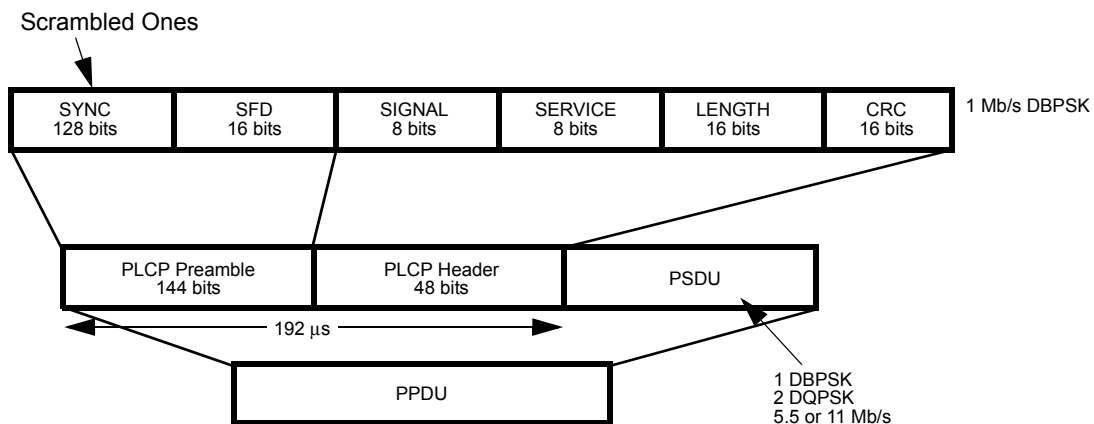 Scrambled Ones
SYNC
128 bits
SFD
16 bits
SIGNAL
8 bits
SERVICE
8 bits
LENGTH
16 bits
CRC
16 bits
1 Mb/s DBPSK
PLCP Preamble
144 bits
PLCP Header
48 bits
PSDU
192 μs
PPDU
1 DBPSK
2 DQPSK
5.5 or 11 Mb/s